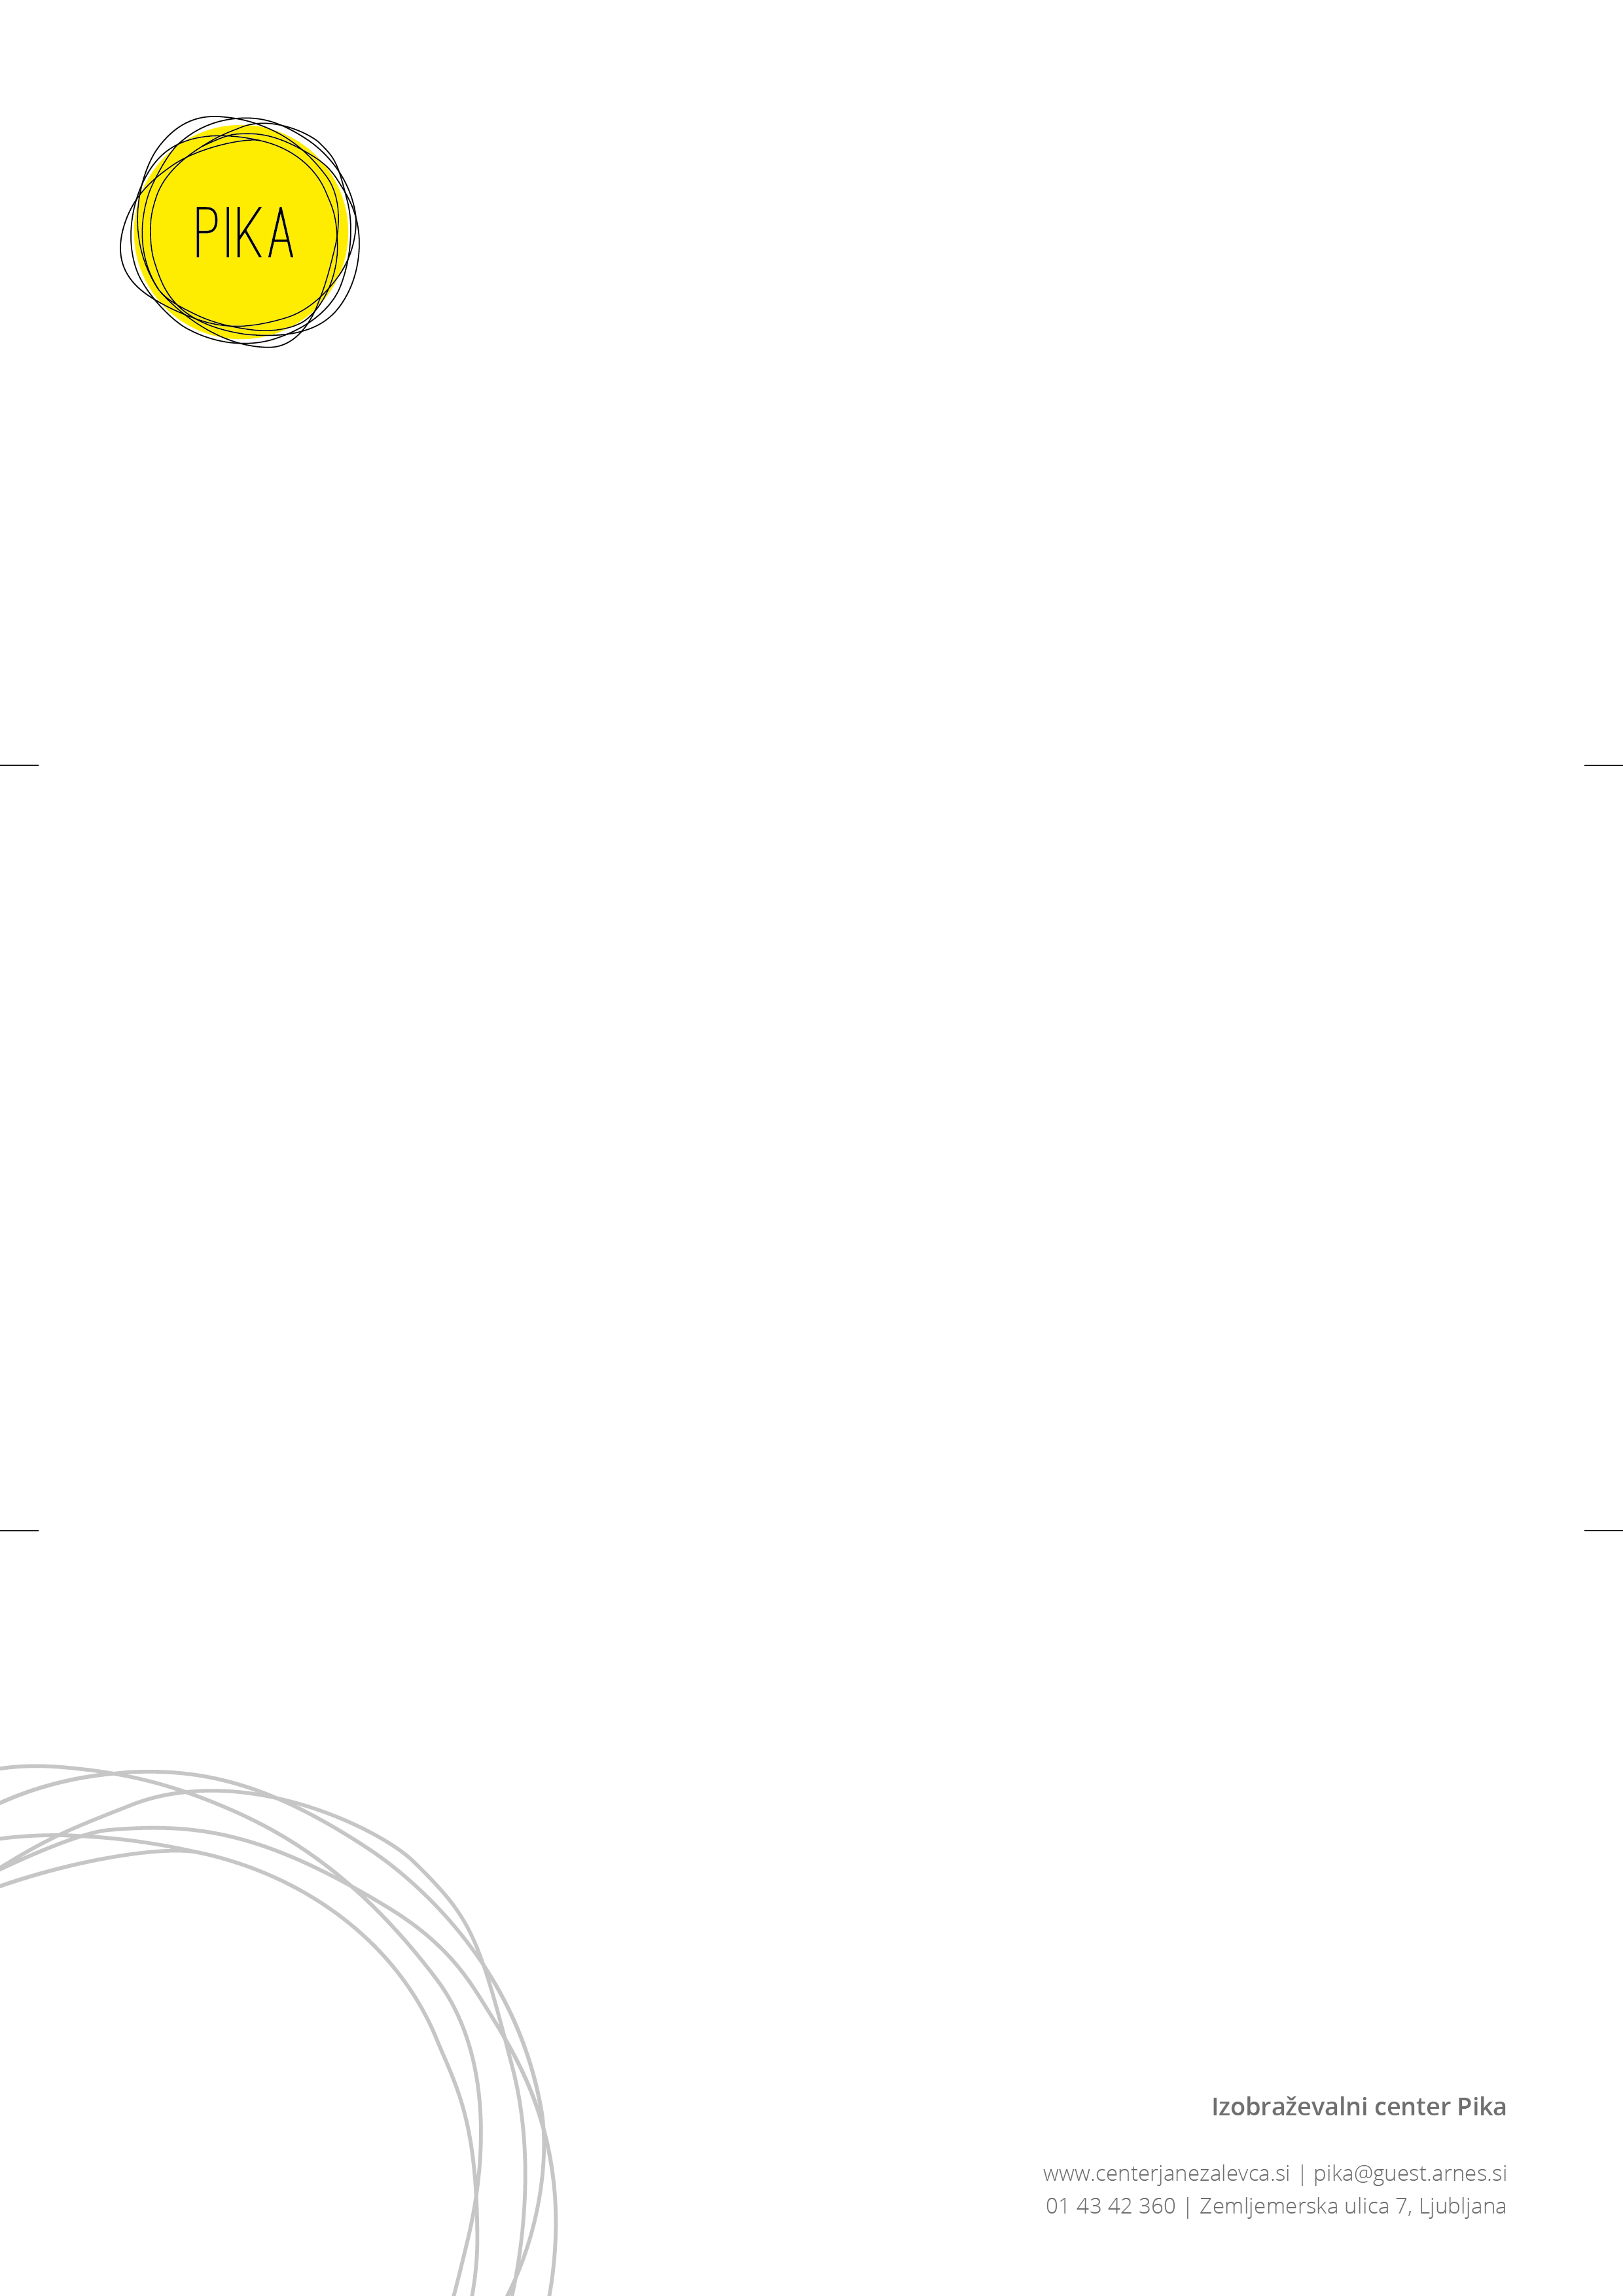 PIKA
Izobraževalni center Pika
www.centerjanezalevca.si | pika@guest.arnes.si
01 43 42 360 | Zemljemerska ulica 7, Ljubljana